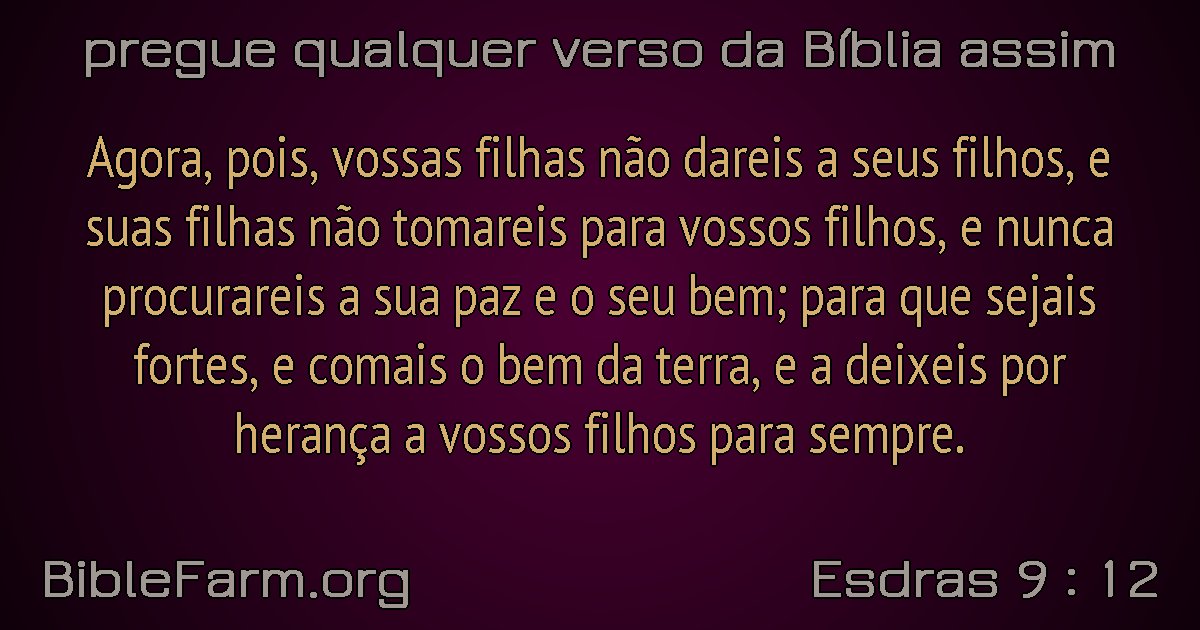 pregue qualquer verso da Bíblia assim
Agora, pois, vossas filhas não dareis a seus filhos, e
suas filhas não tomareis para vossos filhos, e nunca
procurareis a sua paz e o seu bem; para que sejais
fortes, e comais o bem da terra, e a deixeis por
herança a vossos filhos para sempre.
BibleFarm.org
Esdras 9 : 12